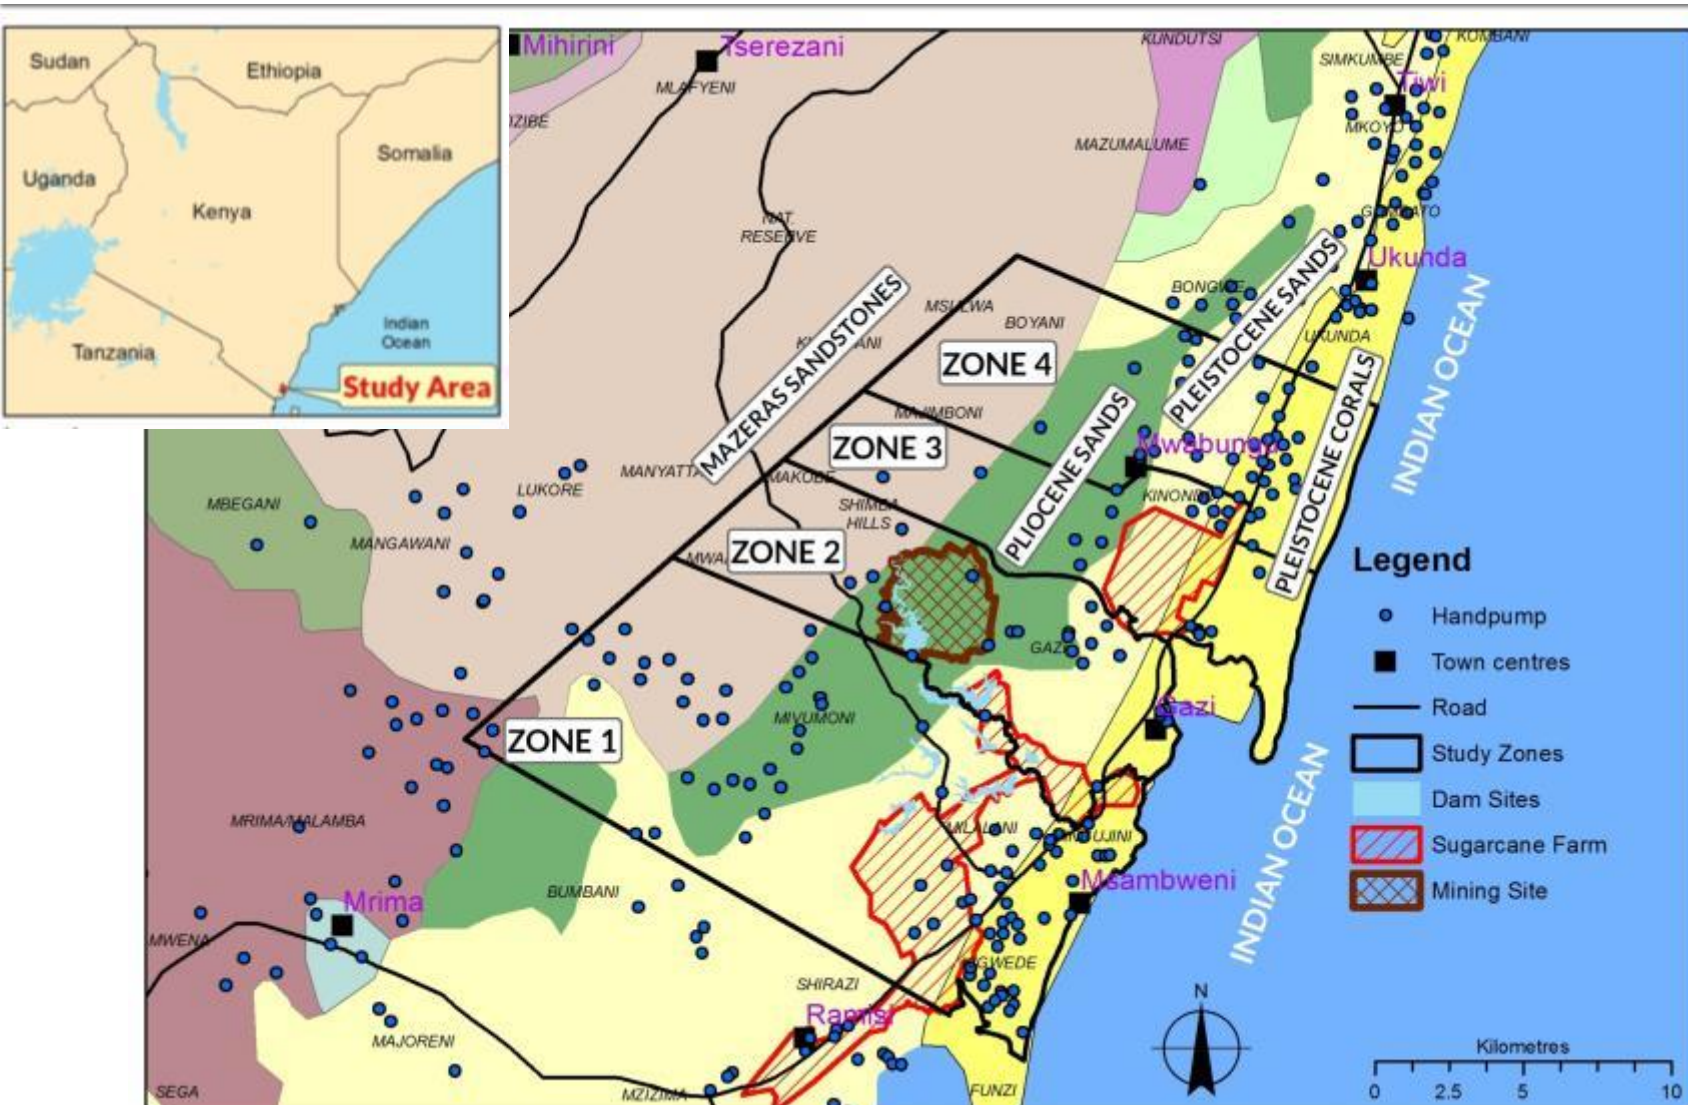 Sudan
Ethiopia
Somalia
Uganda
Kenya
Indian
Ocean
Tanzania
Study Area
Mihirini
Tserezani
MLAFYENI
KUNDUTSI
KOMBANI
SIMKUMBE
Tiwi
MKOYO
MAZUMALUME
NAT.
RESERVE
Ukunda
BONGWE
UKUNDA
MSULWA
BOYANI
MAZERAS SANDSTONES
PLEISTOCENE SANDS
PLIOCENE SANDS
PLEISTOCENE CORALS
INDIAN OCEAN
ZONE 4
MAJIMBONI
ZONE 3
Mwabungo
MANYATTA
MAKOBE
LUKORE
SHIMBA
HILLS
KINONDO
MBEGANI
MANGAWANI
ZONE 2
GAZI
Gazi
ZONE 1
MIVUMONI
MRIMA/MALAMBA
MILALANI
Msambweni
BUMBANI
Mrima
MWENA
SHIRAZI
Ramisi
MAJORENI
SEGA
MZIZIMA
FUNZI
INDIAN OCEAN
Legend
Handpump
Town centres
Road
Study Zones
Dam Sites
Sugarcane Farm
Mining Site
N
Kilometres
0 2.5 5 10